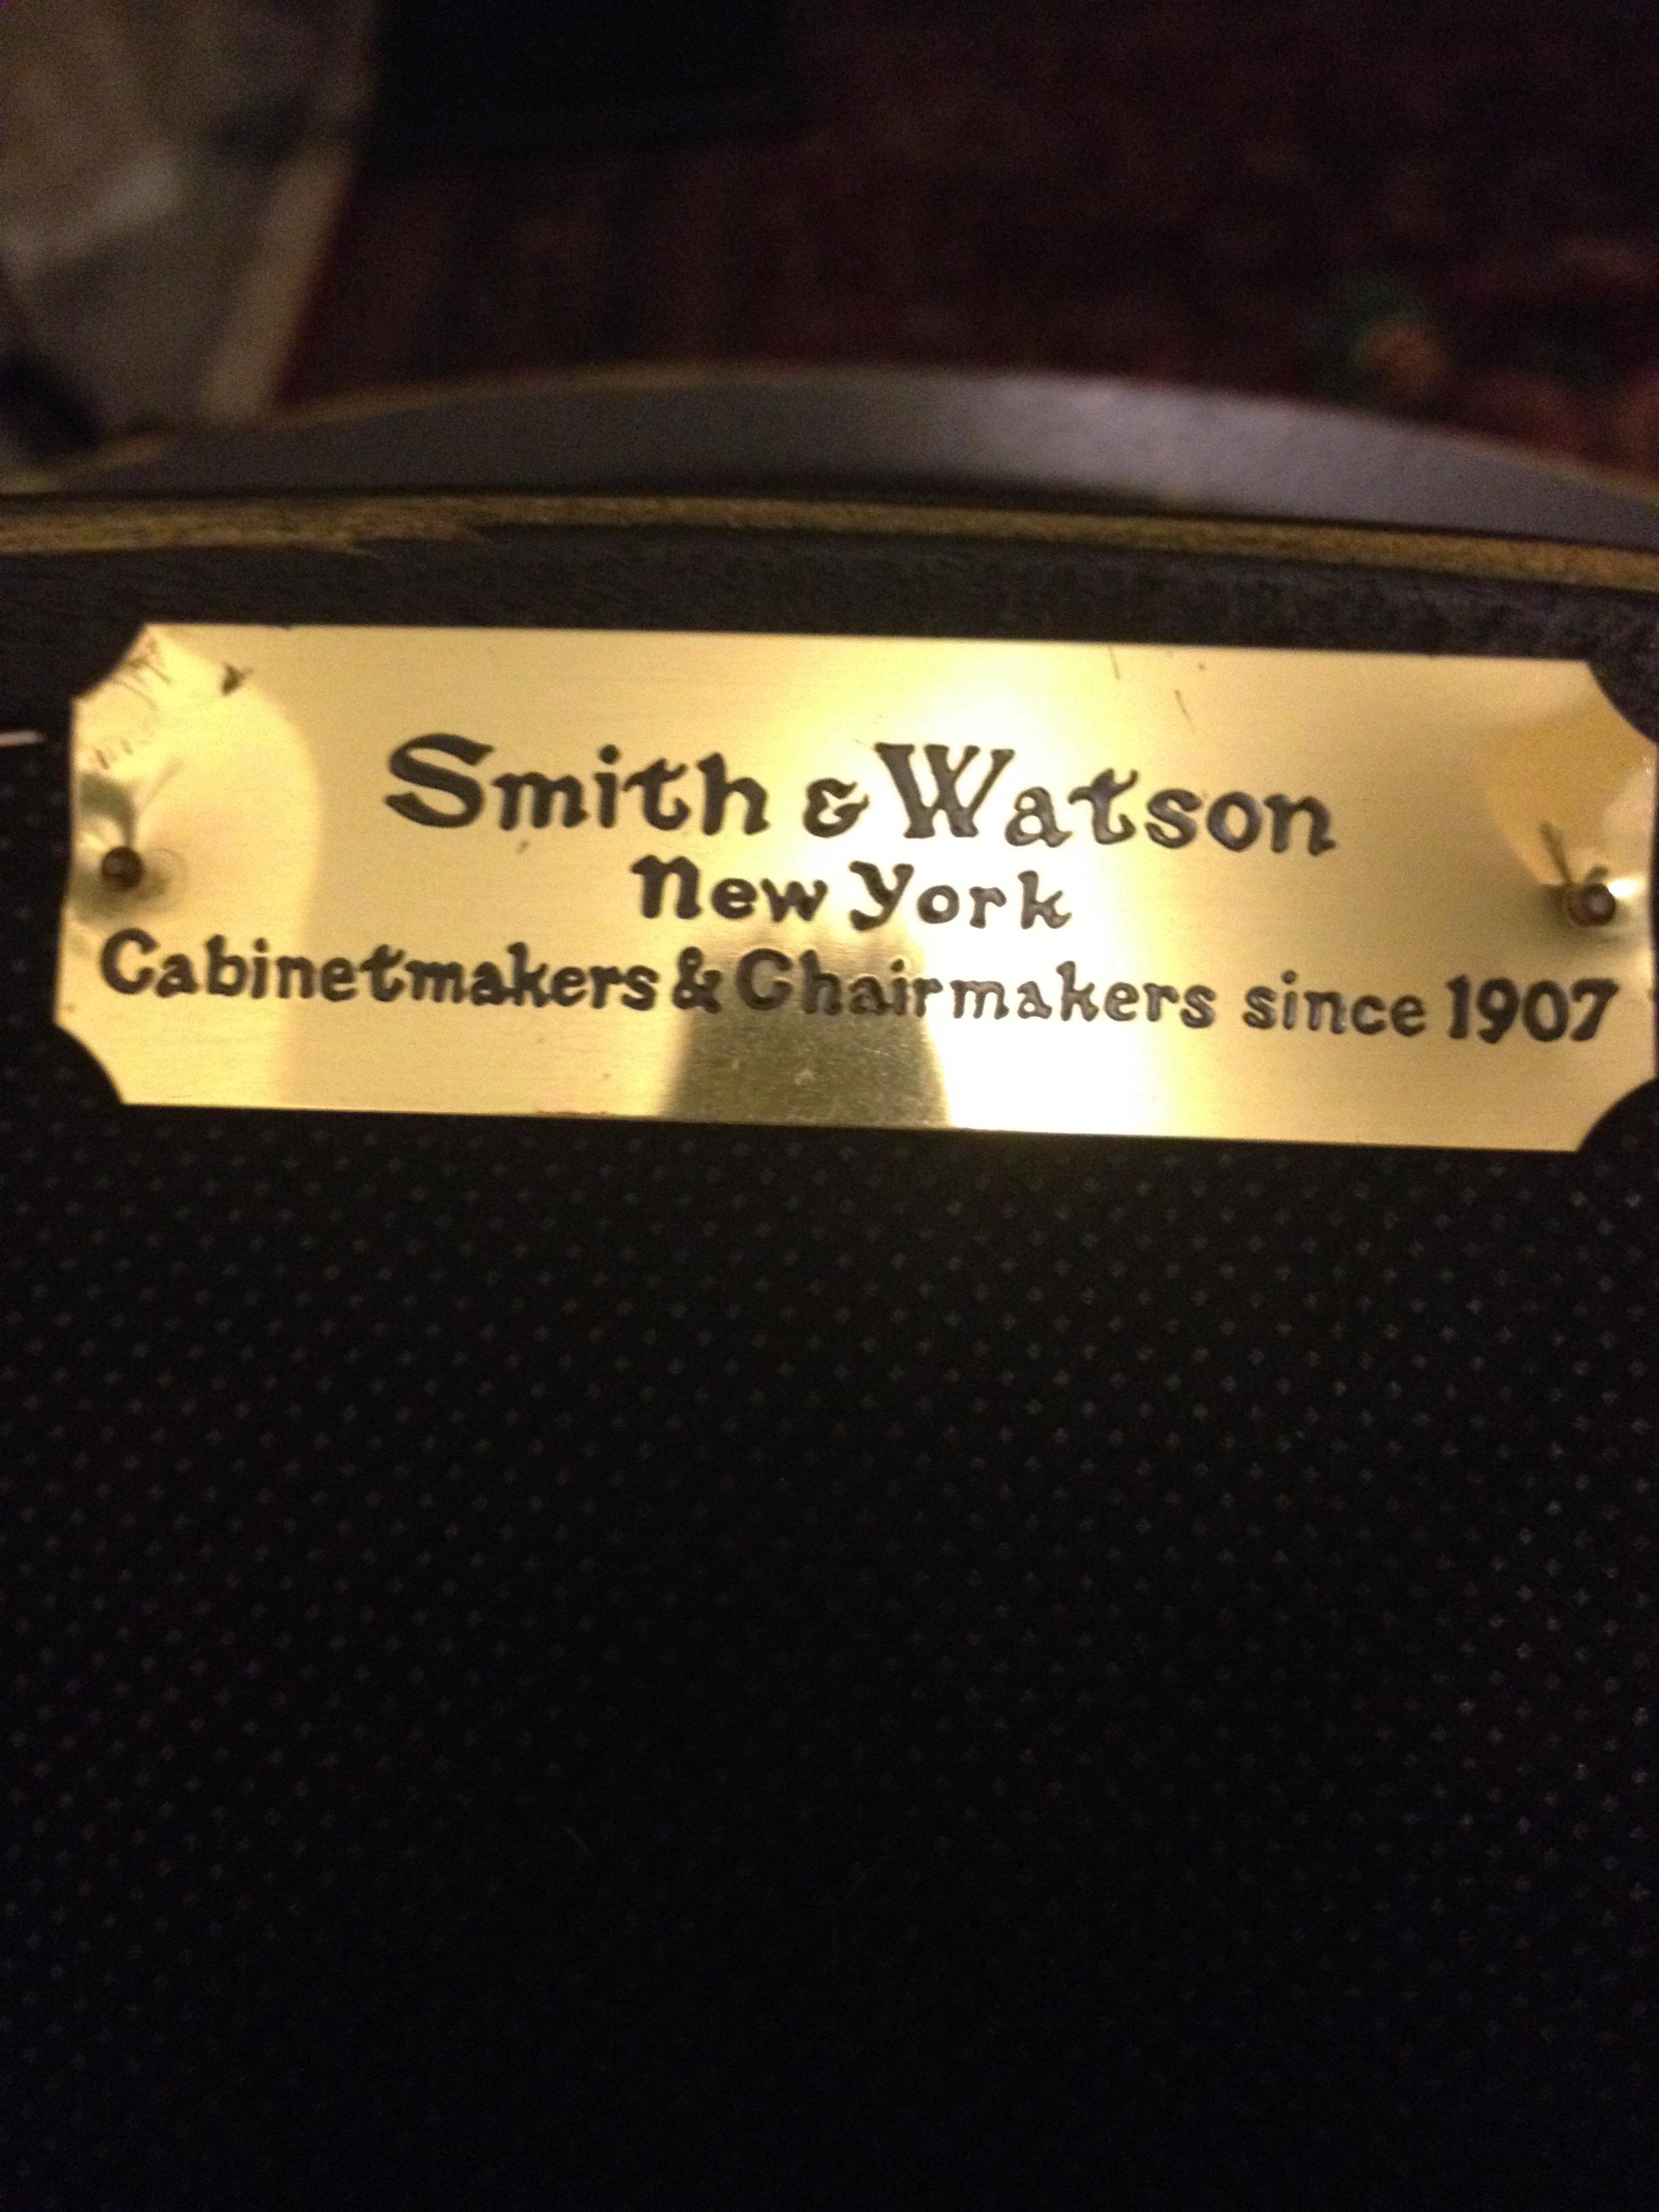 Smith & Watson
New York
Cabinetmakers & Chairmakers since 1907